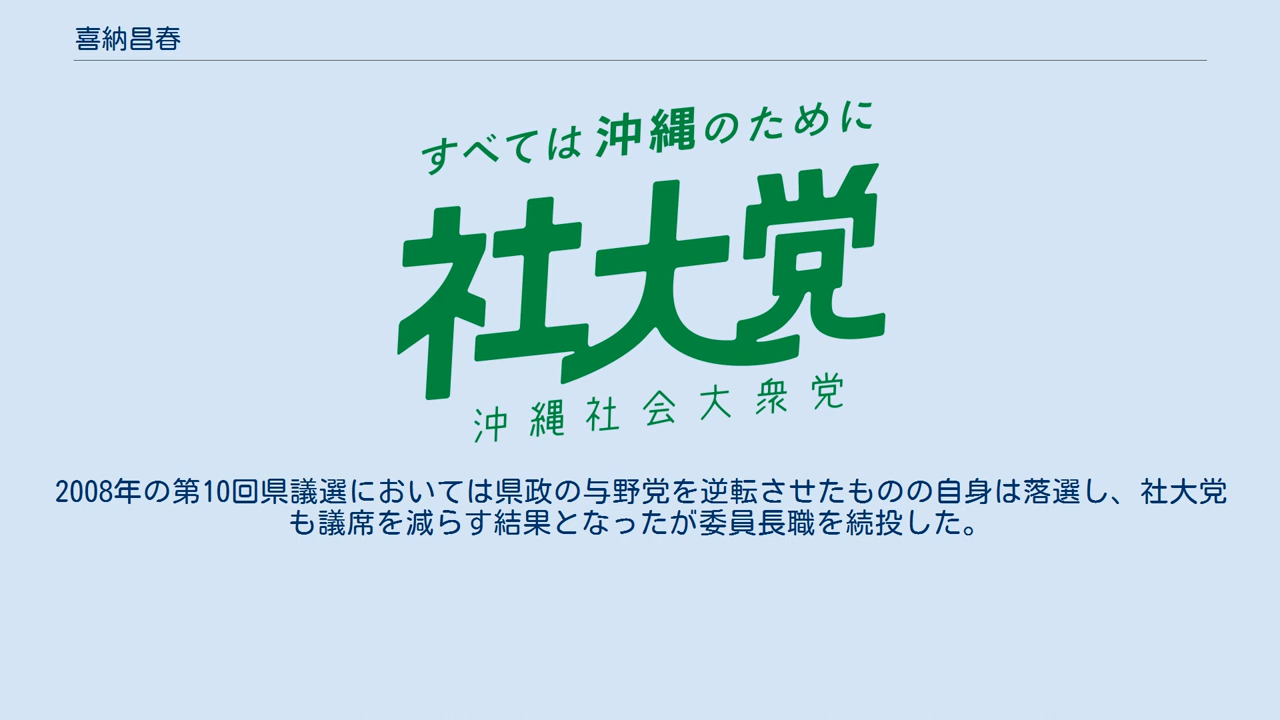 喜納昌春
すべては沖縄のために
社大党
沖縄社会大衆党
2008年の第10回県議選においては県政の与野党を逆転させたものの自身は落選し、社大党
も議席を減らす結果となったが委員長職を続投した。